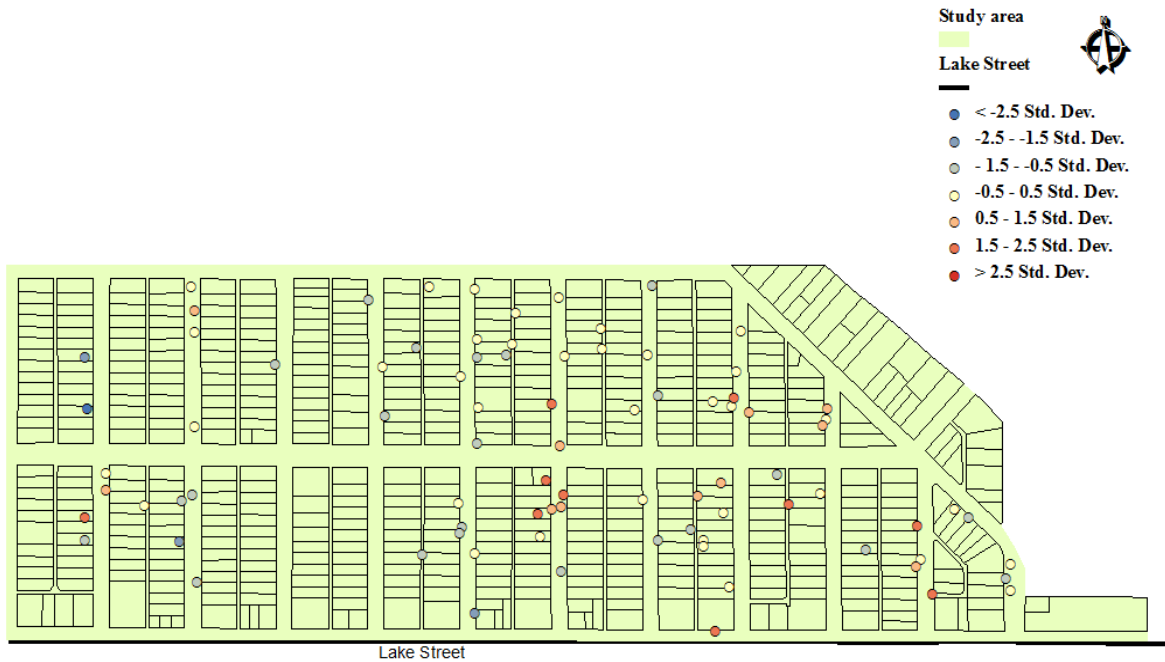 Study area
Lake Street
< -2.5 Std. Dev.
-2.5 - -1.5 Std. Dev.
- 1.5 - -0.5 Std. Dev.
-0.5 - 0.5 Std. Dev.
0.5 - 1.5 Std. Dev.
1.5 - 2.5 Std. Dev.
> 2.5 Std. Dev.
Lake Street